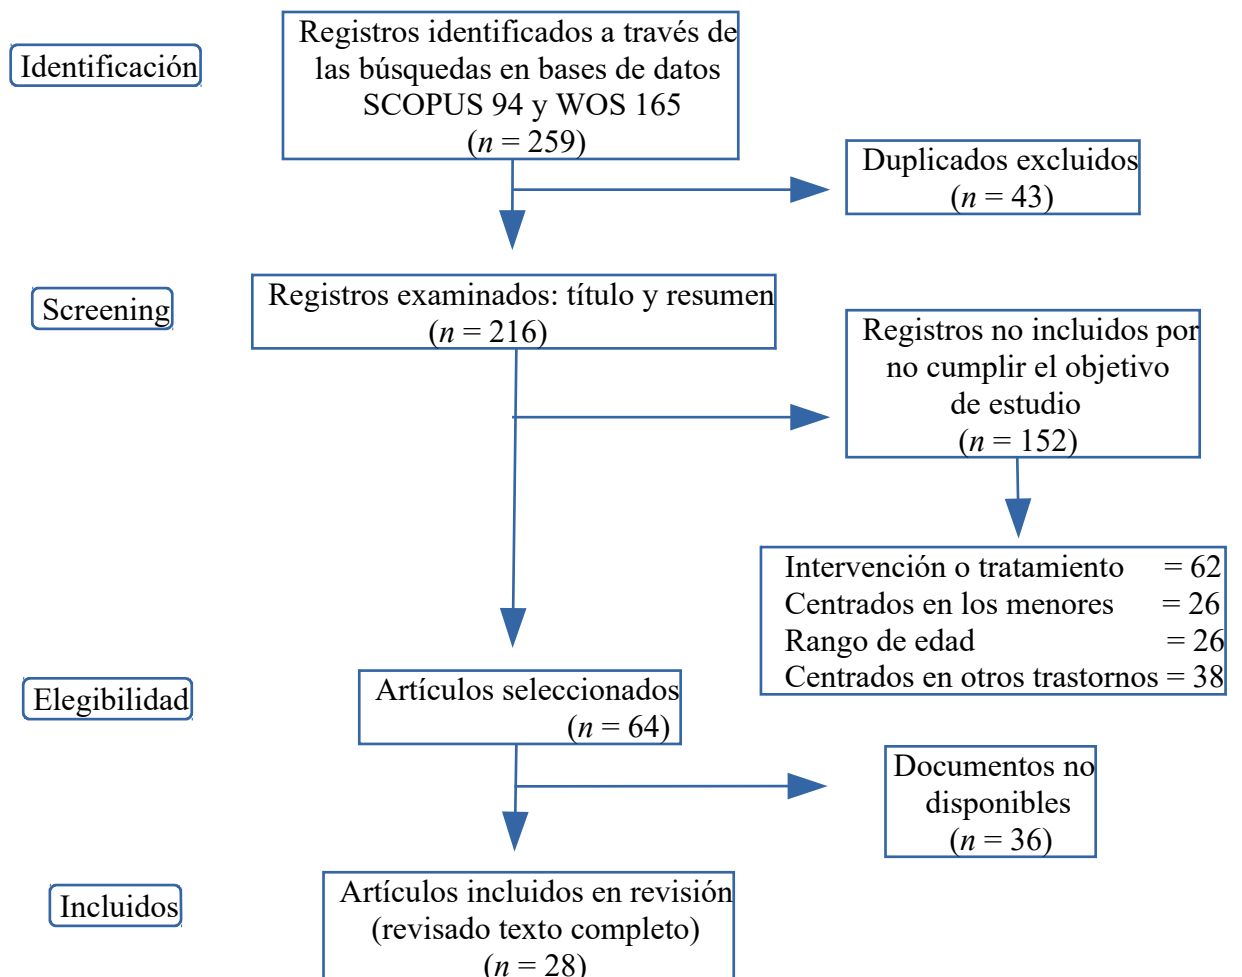 Identificación
Registros identificados a través de
las búsquedas en bases de datos
SCOPUS 94 y WOS 165
(n = 259)
Duplicados excluidos
(n = 43)
Screening
Registros examinados: título y resumen
(n = 216)
Registros no incluidos por
no cumplir el objetivo
de estudio
(n = 152)
Intervención o tratamiento = 62
Centrados en los menores = 26
Rango de edad = 26
Centrados en otros trastornos = 38
Elegibilidad
Artículos seleccionados
(n = 64)
Documentos no
disponibles
(n = 36)
Incluidos
Artículos incluidos en revisión
(revisado texto completo)
(n = 28)